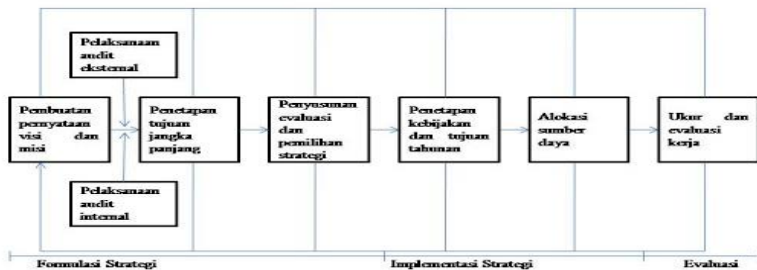 Pelaksanaan
audit
eksternal
Pembuatan
pernyataan
visi dan
misi
Penetapan
tujuan
jangka
panjang
Penyusunan
evaluasi
dan
pemilihan
strategi
Penetapan
kebijakan
dan tujuan
tahunan
Alokasi
sumber
daya
Ukur dan
evaluasi
kerja
Pelaksanaan
audit
internal
Formulasi Strategi
Implementasi Strategi
Evaluasi